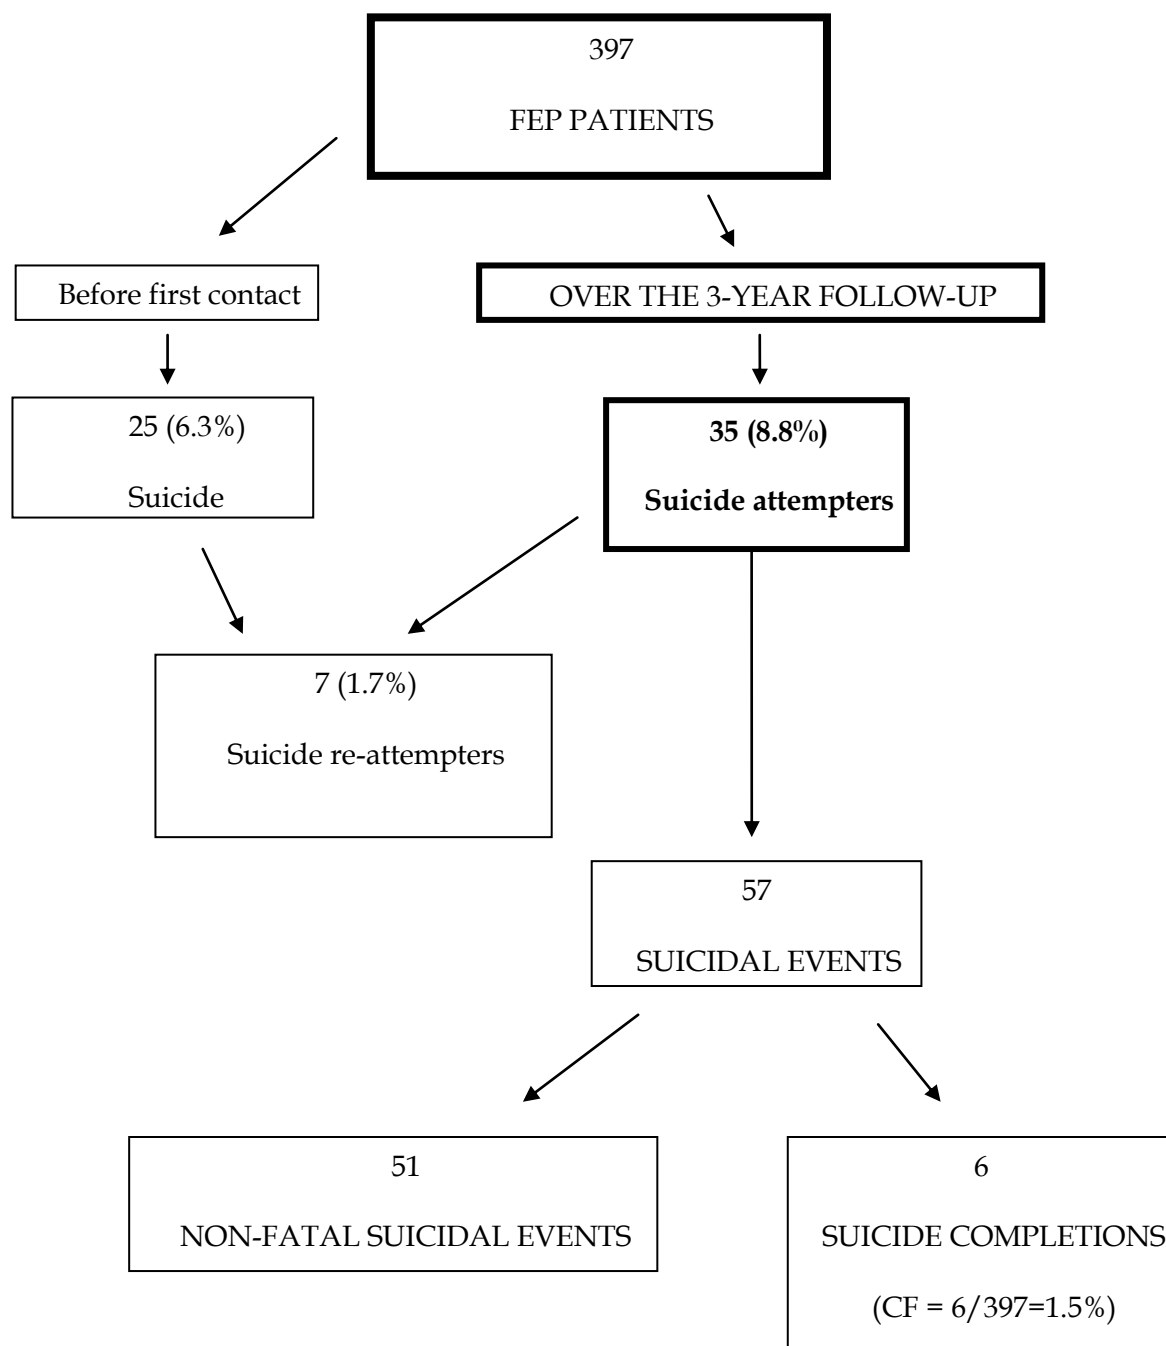 397
FEP PATIENTS
Before first contact
OVER THE 3-YEAR FOLLOW-UP
25 (6.3%)
Suicide
35 (8.8%)
Suicide attempters
7 (1.7%)
Suicide re-attempters
57
SUICIDAL EVENTS
51
NON-FATAL SUICIDAL EVENTS
6
SUICIDE COMPLETIONS
(CF = 6/397=1.5%)